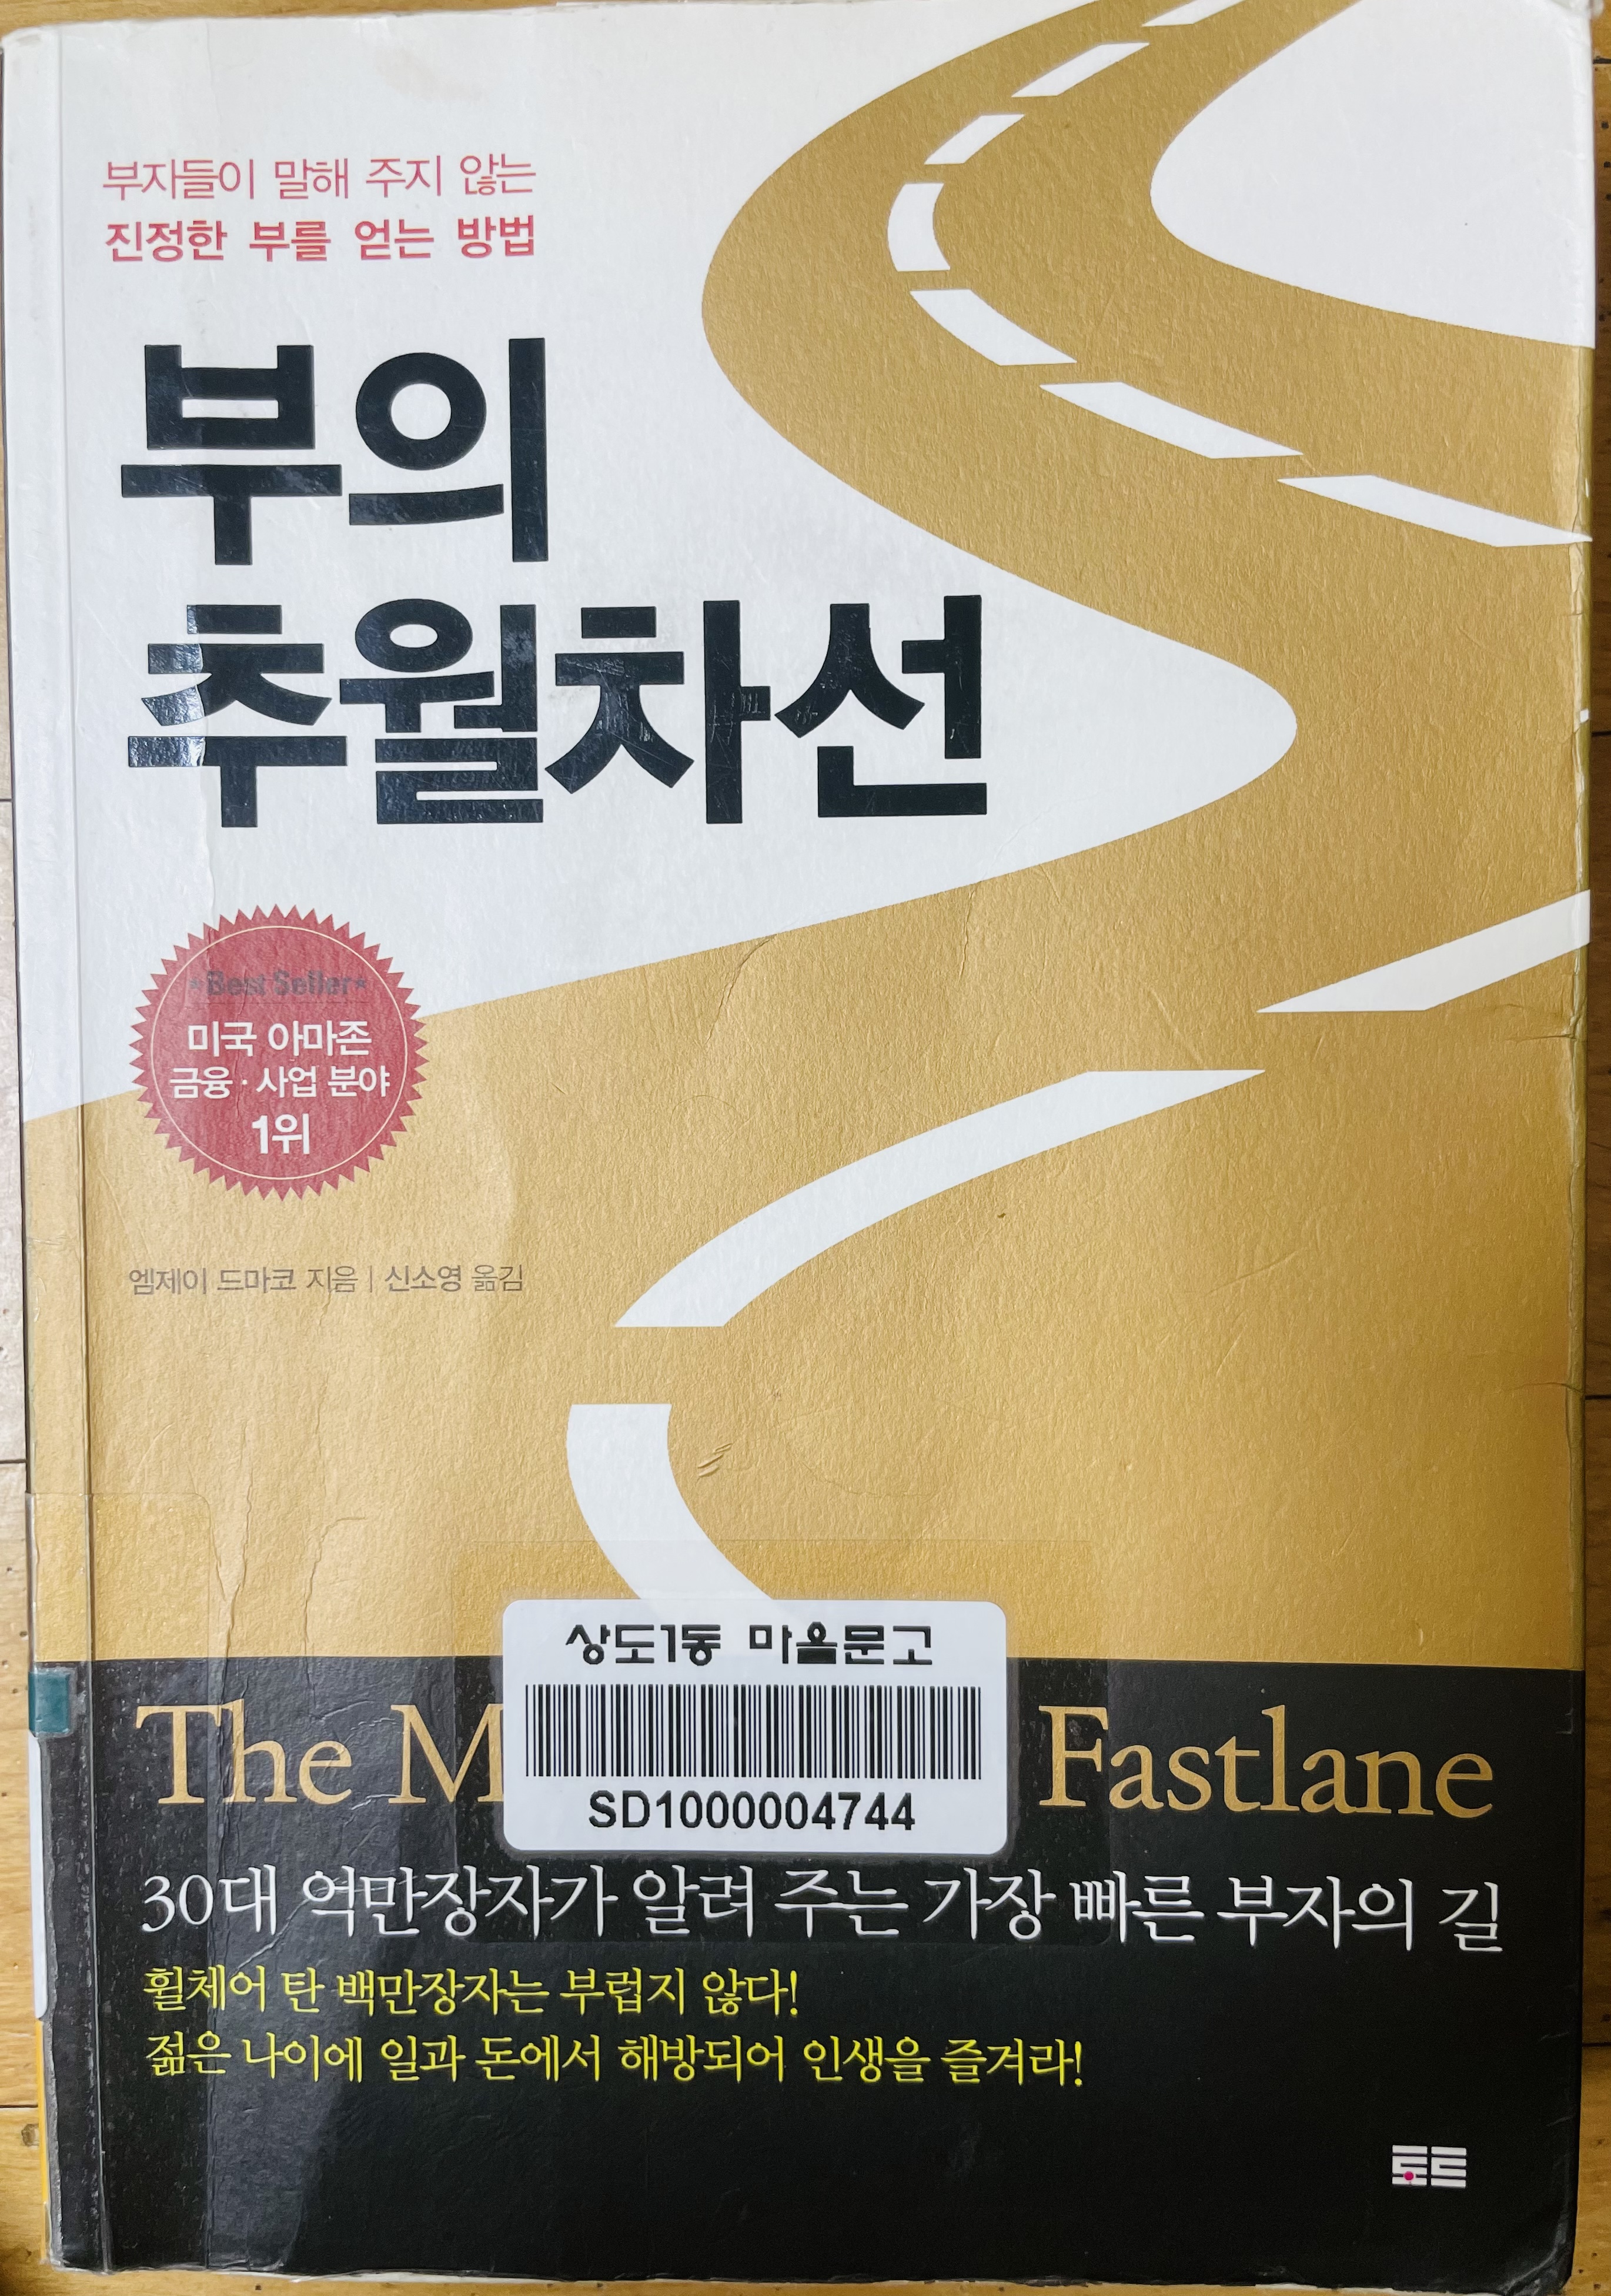 부자들이 말해 주지 않는
진정한 부를 얻는 방법
부의
추월차선
*Best Seller*
미국 아마존
금융·사업 분야
1위
엠제이 드마코 지음 | 신소영 옮김
상도1동 마을문고
SD1000004744
The M Fastlane
30대 억만장자가 알려 주는 가장 빠른 부자의 길
휠체어 탄 백만장자는 부럽지 않다!
젊은 나이에 일과 돈에서 해방되어 인생을 즐겨라!
토트